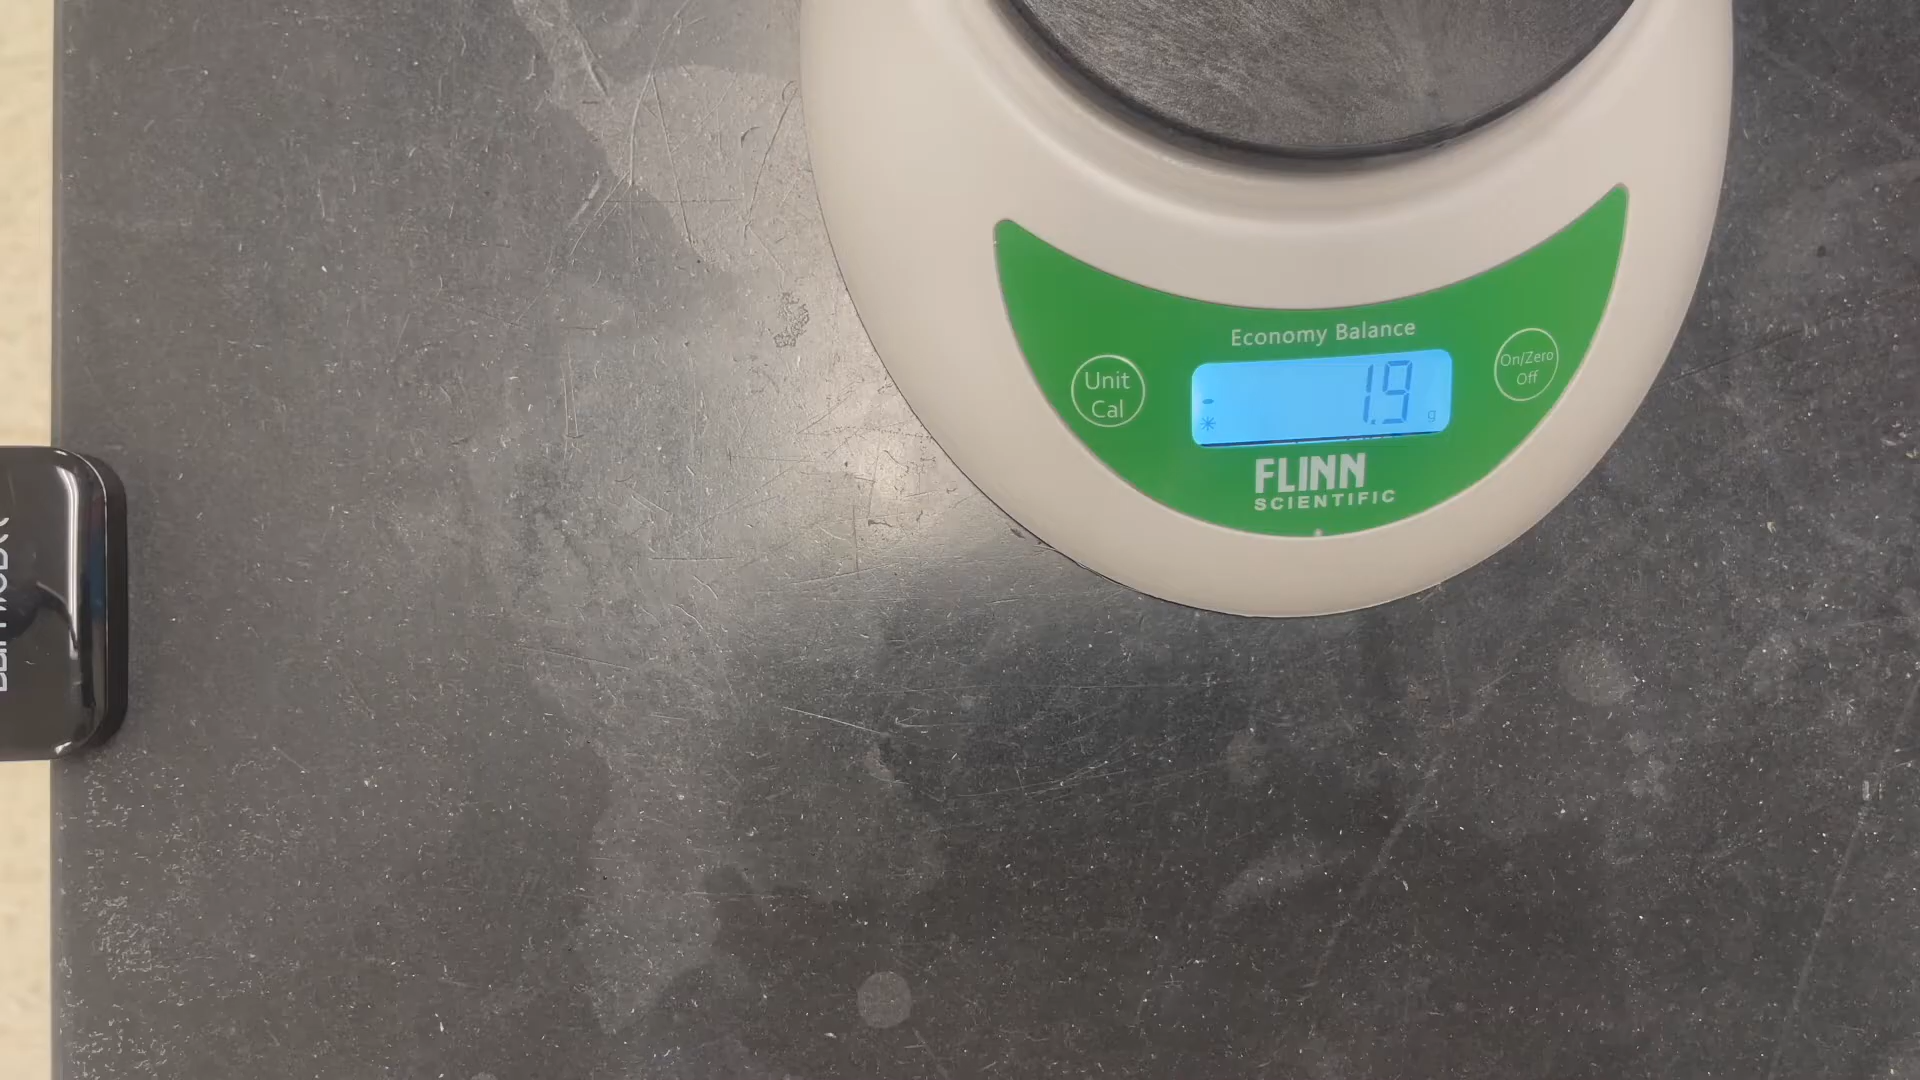 Economy Balance
Unit
Cal
- 1.9 g
On/Zero
Off
FLINN
SCIENTIFIC